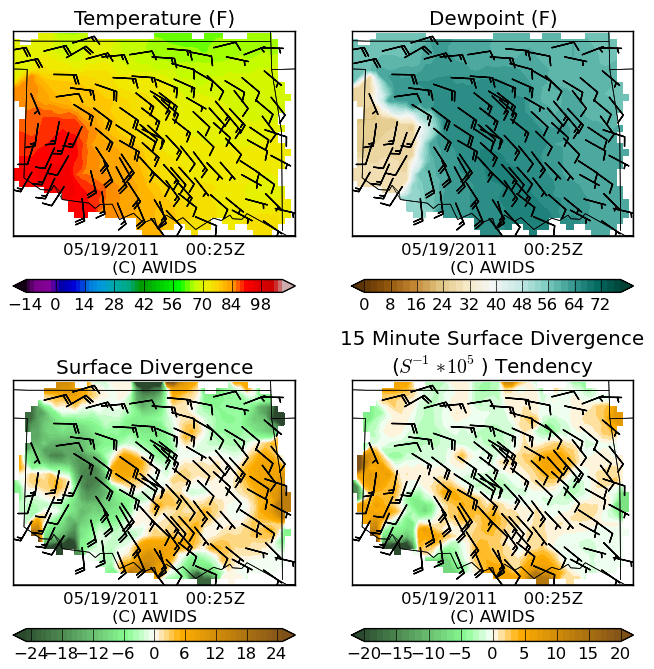 Temperature (F)
Dewpoint (F)
05/19/2011 00:25Z
(C) AWIDS
05/19/2011 00:25Z
(C) AWIDS
−14 0 14 28 42 56 70 84 98
0 8 16 24 32 40 48 56 64 72
Surface Divergence
15 Minute Surface Divergence
(S⁻¹ *10⁵ ) Tendency
05/19/2011 00:25Z
(C) AWIDS
05/19/2011 00:25Z
(C) AWIDS
−24 −18 −12 −6 0 6 12 18 24
−20 −15 −10 −5 0 5 10 15 20